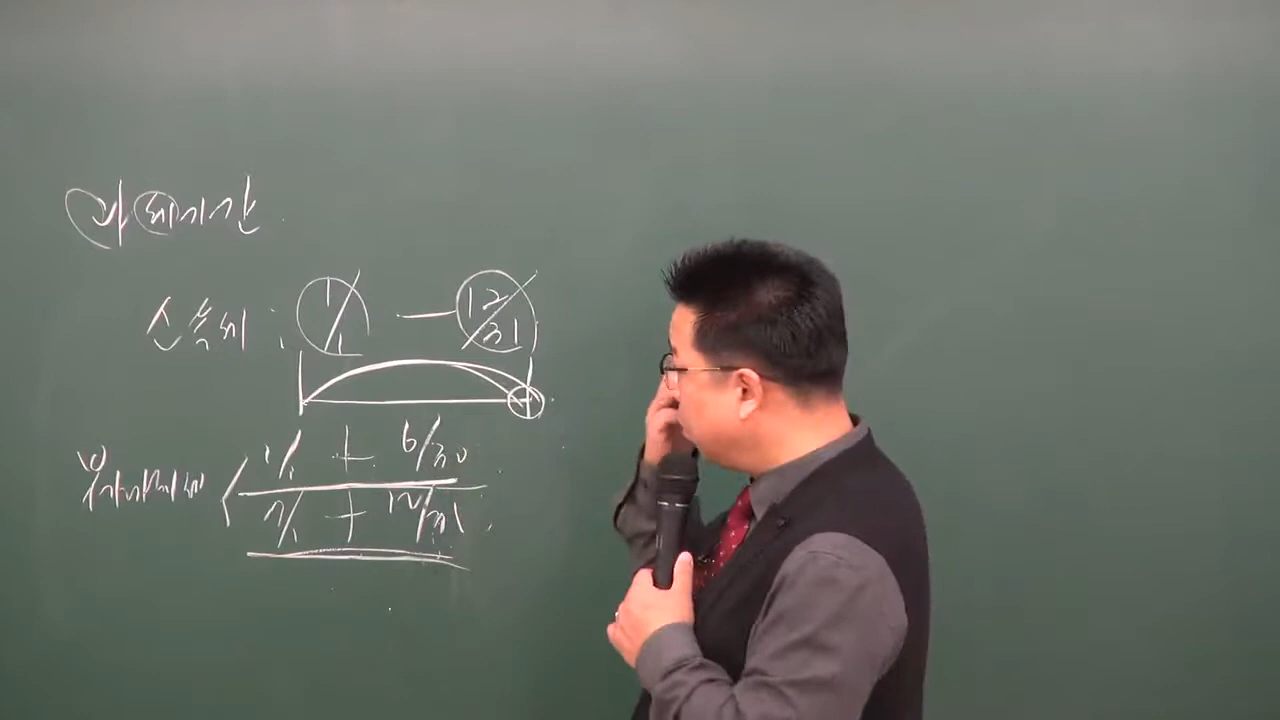 과세기간
소득세 : 1/1 — 12/31
부가가치세 < 1/1 + 6/30
7/1 + 12/31